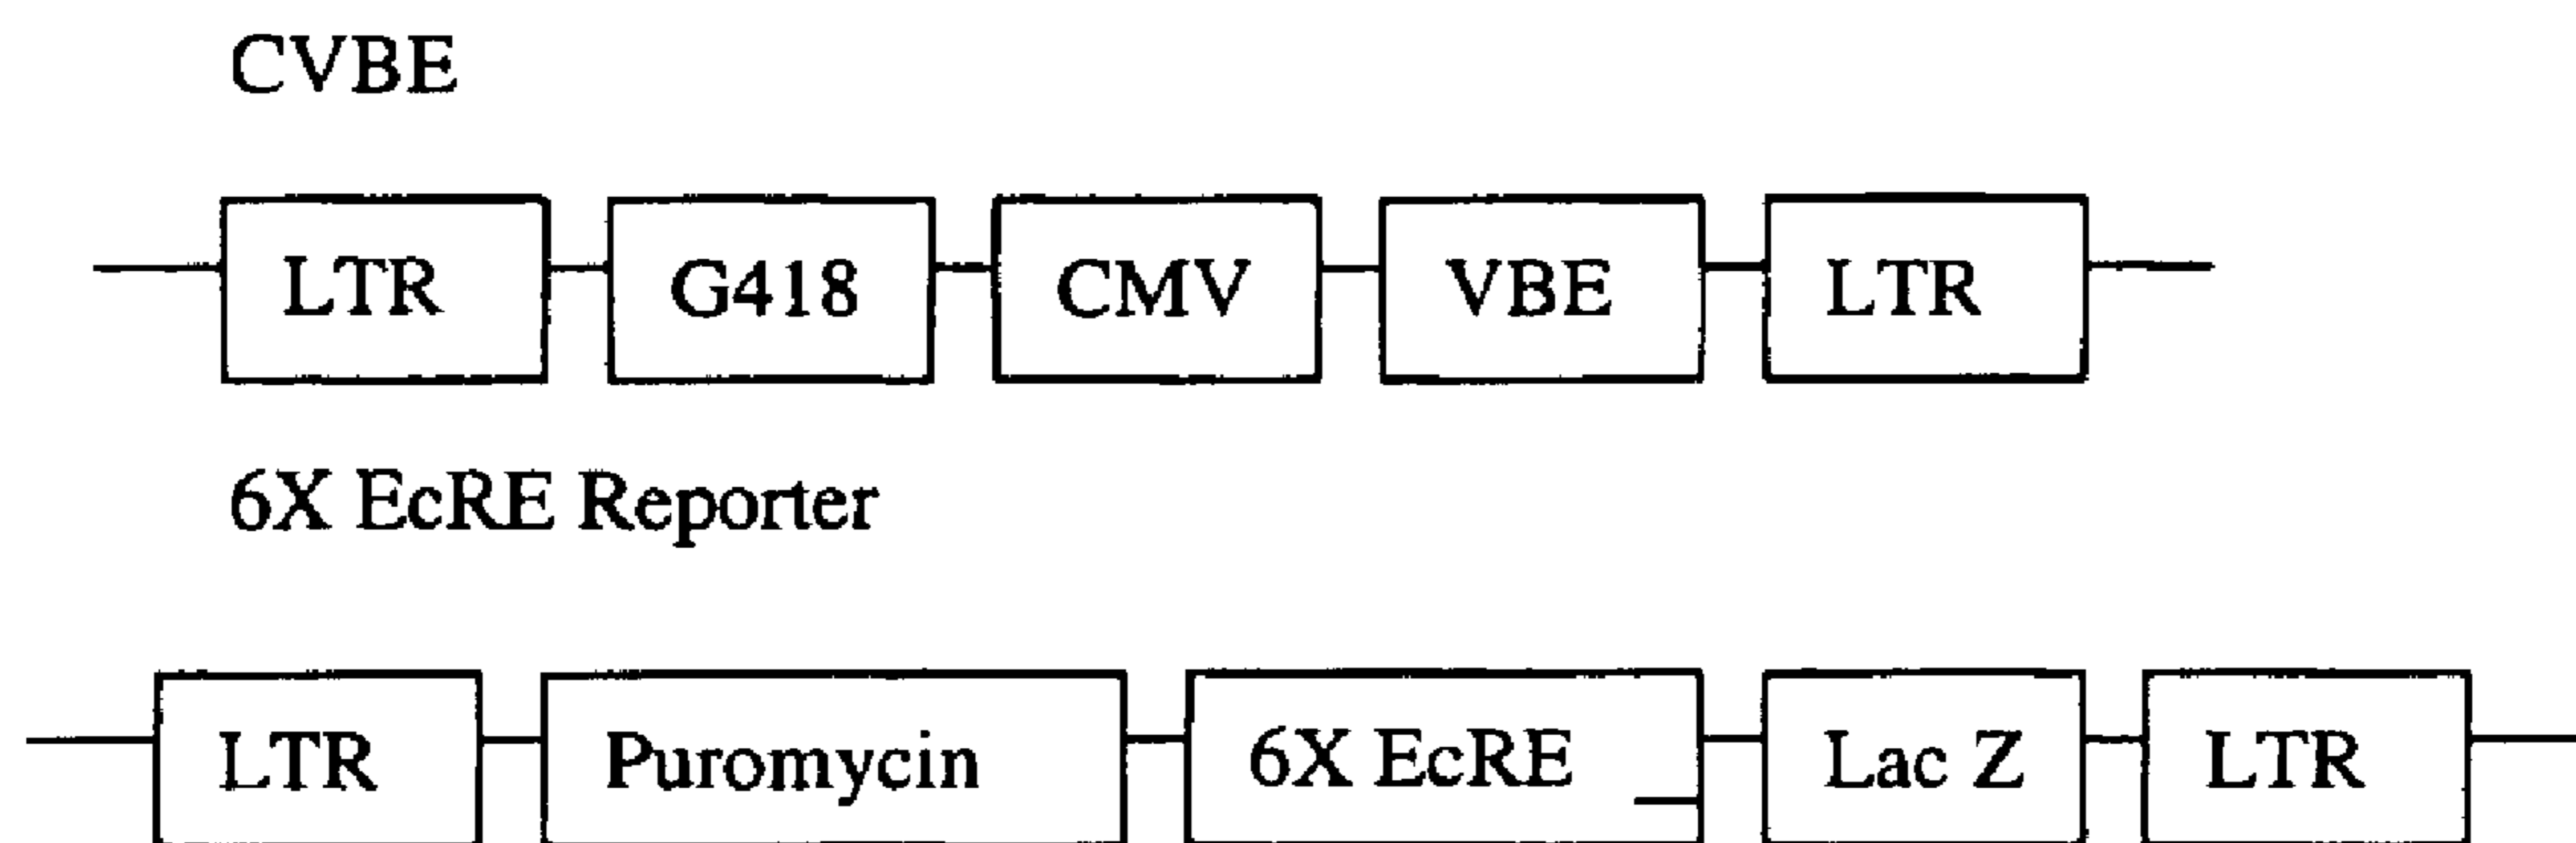 CVBE
LTR G418 CMV VBE LTR
6X EcRE Reporter
LTR Puromycin 6X EcRE Lac Z LTR